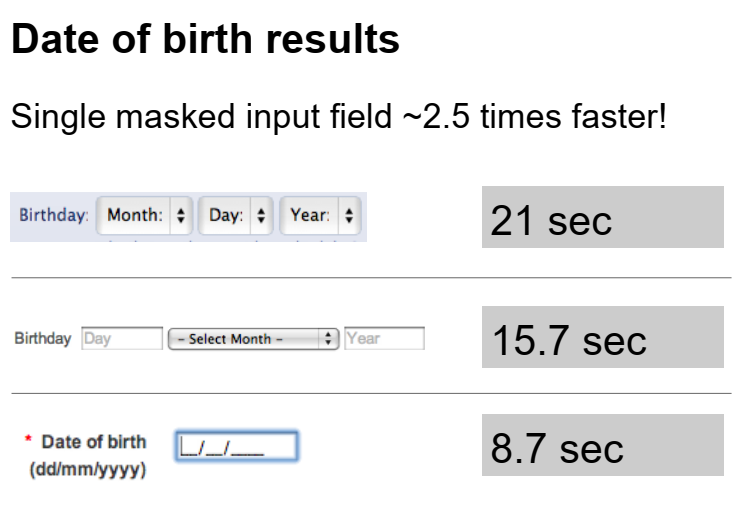 Date of birth results
Single masked input field ~2.5 times faster!
Birthday: Month: Day: Year: 21 sec
Birthday Day - Select Month - Year 15.7 sec
* Date of birth __/__/____ 8.7 sec
(dd/mm/yyyy)